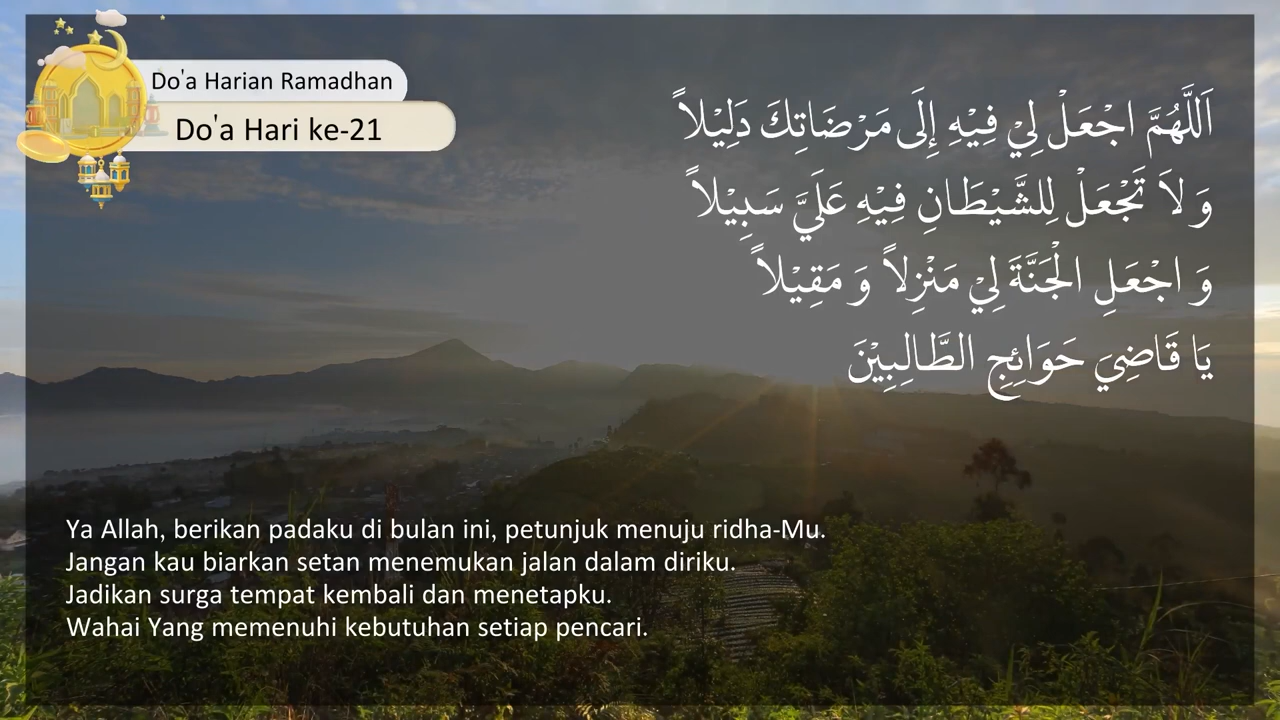 Do'a Harian Ramadhan
Do'a Hari ke-21
اَللَّهُمَّ اجْعَلْ لِيْ فِيْهِ إِلَى مَرْضَاتِكَ دَلِيْلاً
وَ لاَ تَجْعَلْ لِلشَّيْطَانِ فِيْهِ عَلَيَّ سَبِيْلاً
وَ اجْعَلِ الْجَنَّةَ لِيْ مَنْزِلاً وَ مَقِيْلاً
يَا قَاضِيَ حَوَائِجِ الطَّالِبِيْنَ
Ya Allah, berikan padaku di bulan ini, petunjuk menuju ridha-Mu.
Jangan kau biarkan setan menemukan jalan dalam diriku.
Jadikan surga tempat kembali dan menetapku.
Wahai Yang memenuhi kebutuhan setiap pencari.